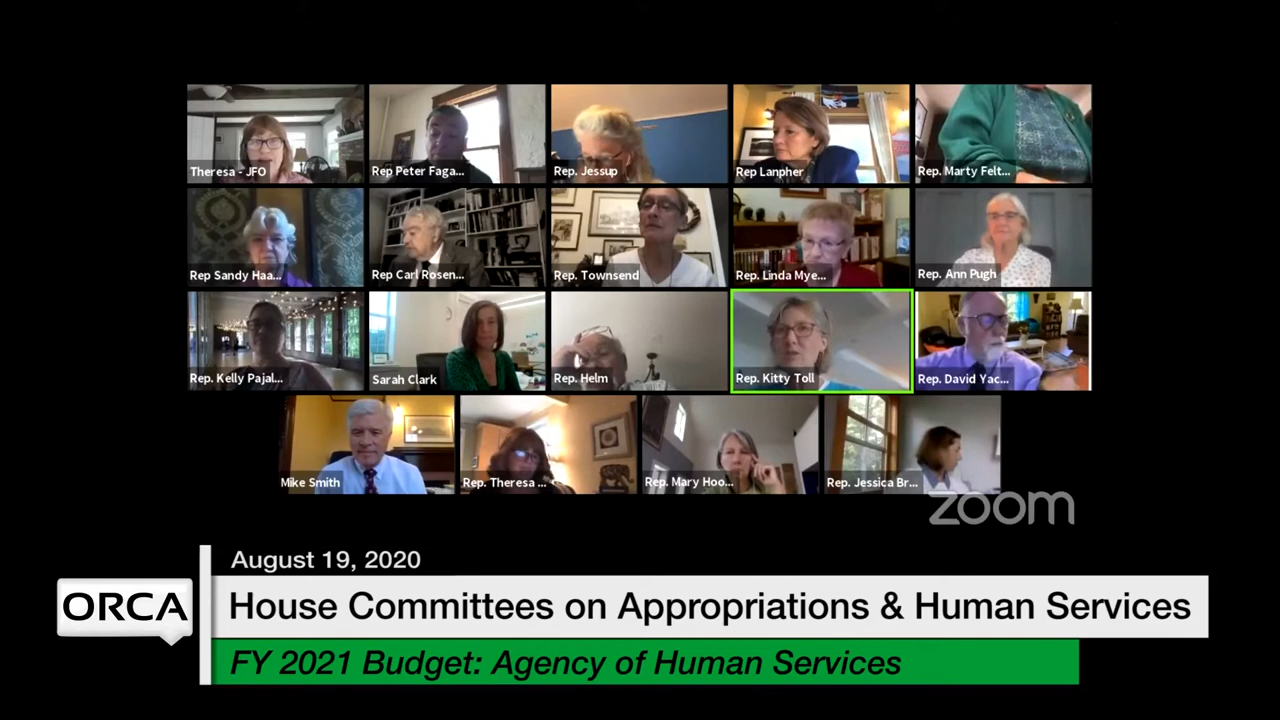 Theresa - JFO
Rep Peter Faga...
Rep. Jessup
Rep Lanpher
Rep. Marty Felt...
Rep Sandy Haa...
Rep Carl Rosen...
Rep. Townsend
Rep. Linda Mye...
Rep. Ann Pugh
Rep. Kelly Pajal...
Sarah Clark
Rep. Helm
Rep. Kitty Toll
Rep. David Yac...
Mike Smith
Rep. Theresa ...
Rep. Mary Hoo...
Rep. Jessica Br...
zoom
August 19, 2020
ORCA
House Committees on Appropriations & Human Services
FY 2021 Budget: Agency of Human Services